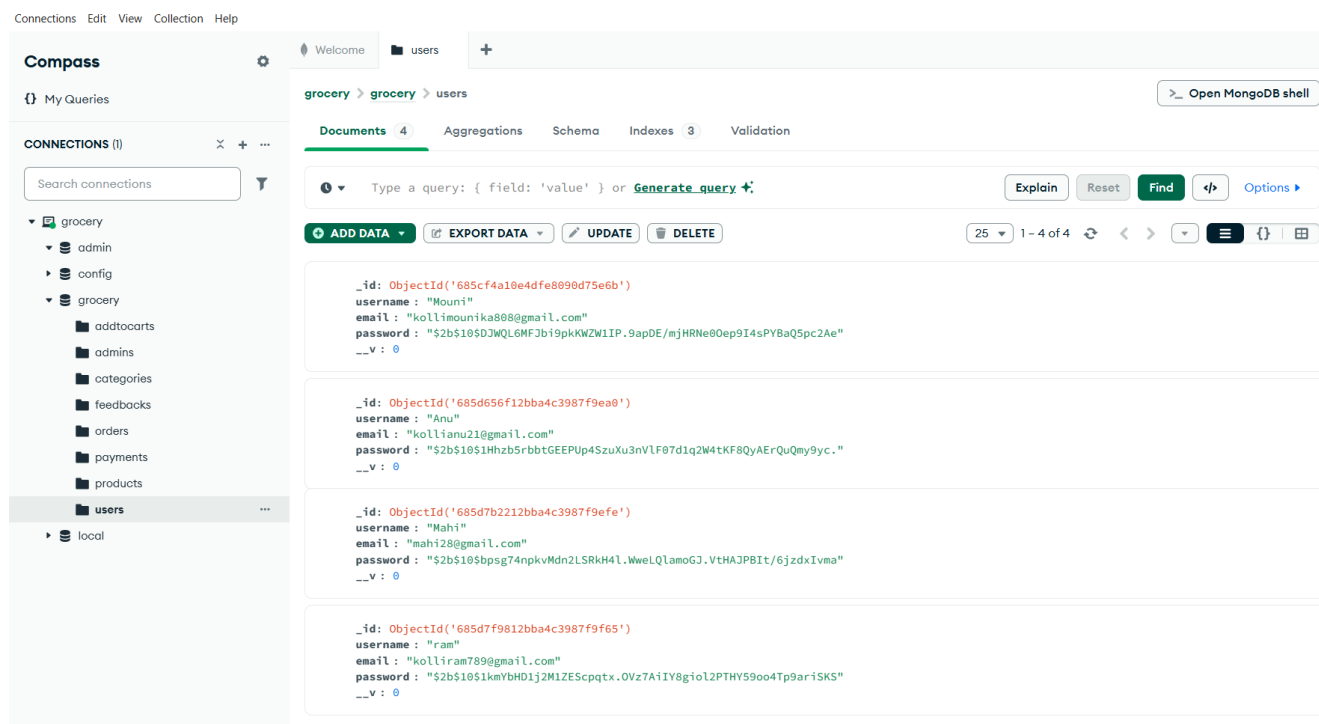 Connections Edit View Collection Help
Compass
{} My Queries
CONNECTIONS (1)
Search connections
grocery
admin
config
grocery
addtocarts
admins
categories
feedbacks
orders
payments
products
users
local
Welcome
users
grocery > grocery > users
>_ Open MongoDB shell
Documents 4 Aggregations Schema Indexes 3 Validation
Type a query: { field: 'value' } or Generate query
Explain Reset Find </> Options
ADD DATA EXPORT DATA UPDATE DELETE
25 1 – 4 of 4 {}
_id: ObjectId('685cf4a10e4dfe8090d75e6b')
username : "Mouni"
email : "kollimounika808@gmail.com"
password : "$2b$10$DJWQL6MFJbi9pkKWZW1IP.9apDE/mjHRNe0Oep9I4sPYBaQ5pc2Ae"
__v : 0
_id: ObjectId('685d656f12bba4c3987f9ea0')
username : "Anu"
email : "kollianu21@gmail.com"
password : "$2b$10$1Hhzb5rbbtGEEPUp4SzuXu3nVlF07d1q2W4tKF8QyAErQuQmy9yc."
__v : 0
_id: ObjectId('685d7b2212bba4c3987f9efe')
username : "Mahi"
email : "mahi28@gmail.com"
password : "$2b$10$bpsg74npkvMdn2LSRkH4l.WweLQlamoGJ.VtHAJPBIt/6jzdxIvma"
__v : 0
_id: ObjectId('685d7f9812bba4c3987f9f65')
username : "ram"
email : "kolliram789@gmail.com"
password : "$2b$10$1kmYbHD1j2M1ZEScpqtx.OVz7AiIY8giol2PTHY59oo4Tp9ariSKS"
__v : 0